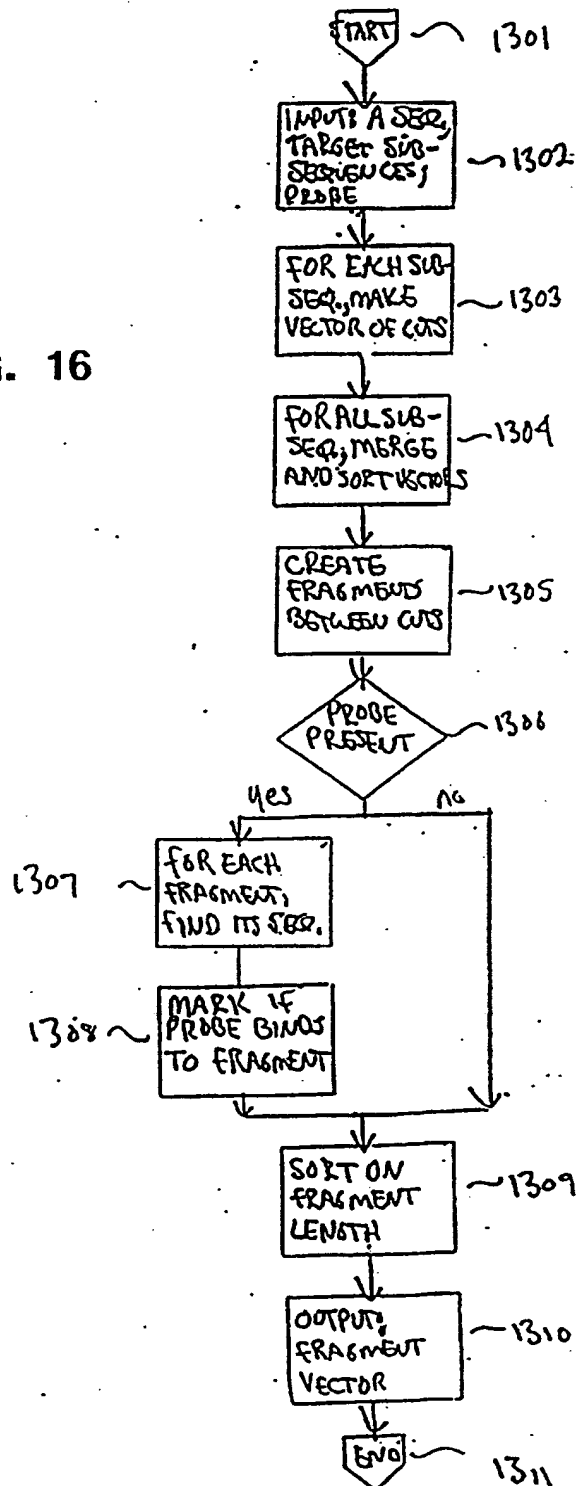 START
1301
INPUT: A SEQ,
TARGET SUB-
SEQUENCES,
PROBE
1302
FOR EACH SUB-
SEQ., MAKE
VECTOR OF CUTS
1303
. 16
FOR ALL SUB-
SEQ, MERGE
AND SORT VECTORS
1304
CREATE
FRAGMENTS
BETWEEN CUTS
1305
PROBE
PRESENT
1306
yes
no
1307
FOR EACH
FRAGMENT,
FIND ITS SEQ.
1308
MARK IF
PROBE BINDS
TO FRAGMENT
SORT ON
FRAGMENT
LENGTH
1309
OUTPUT:
FRAGMENT
VECTOR
1310
END
1311